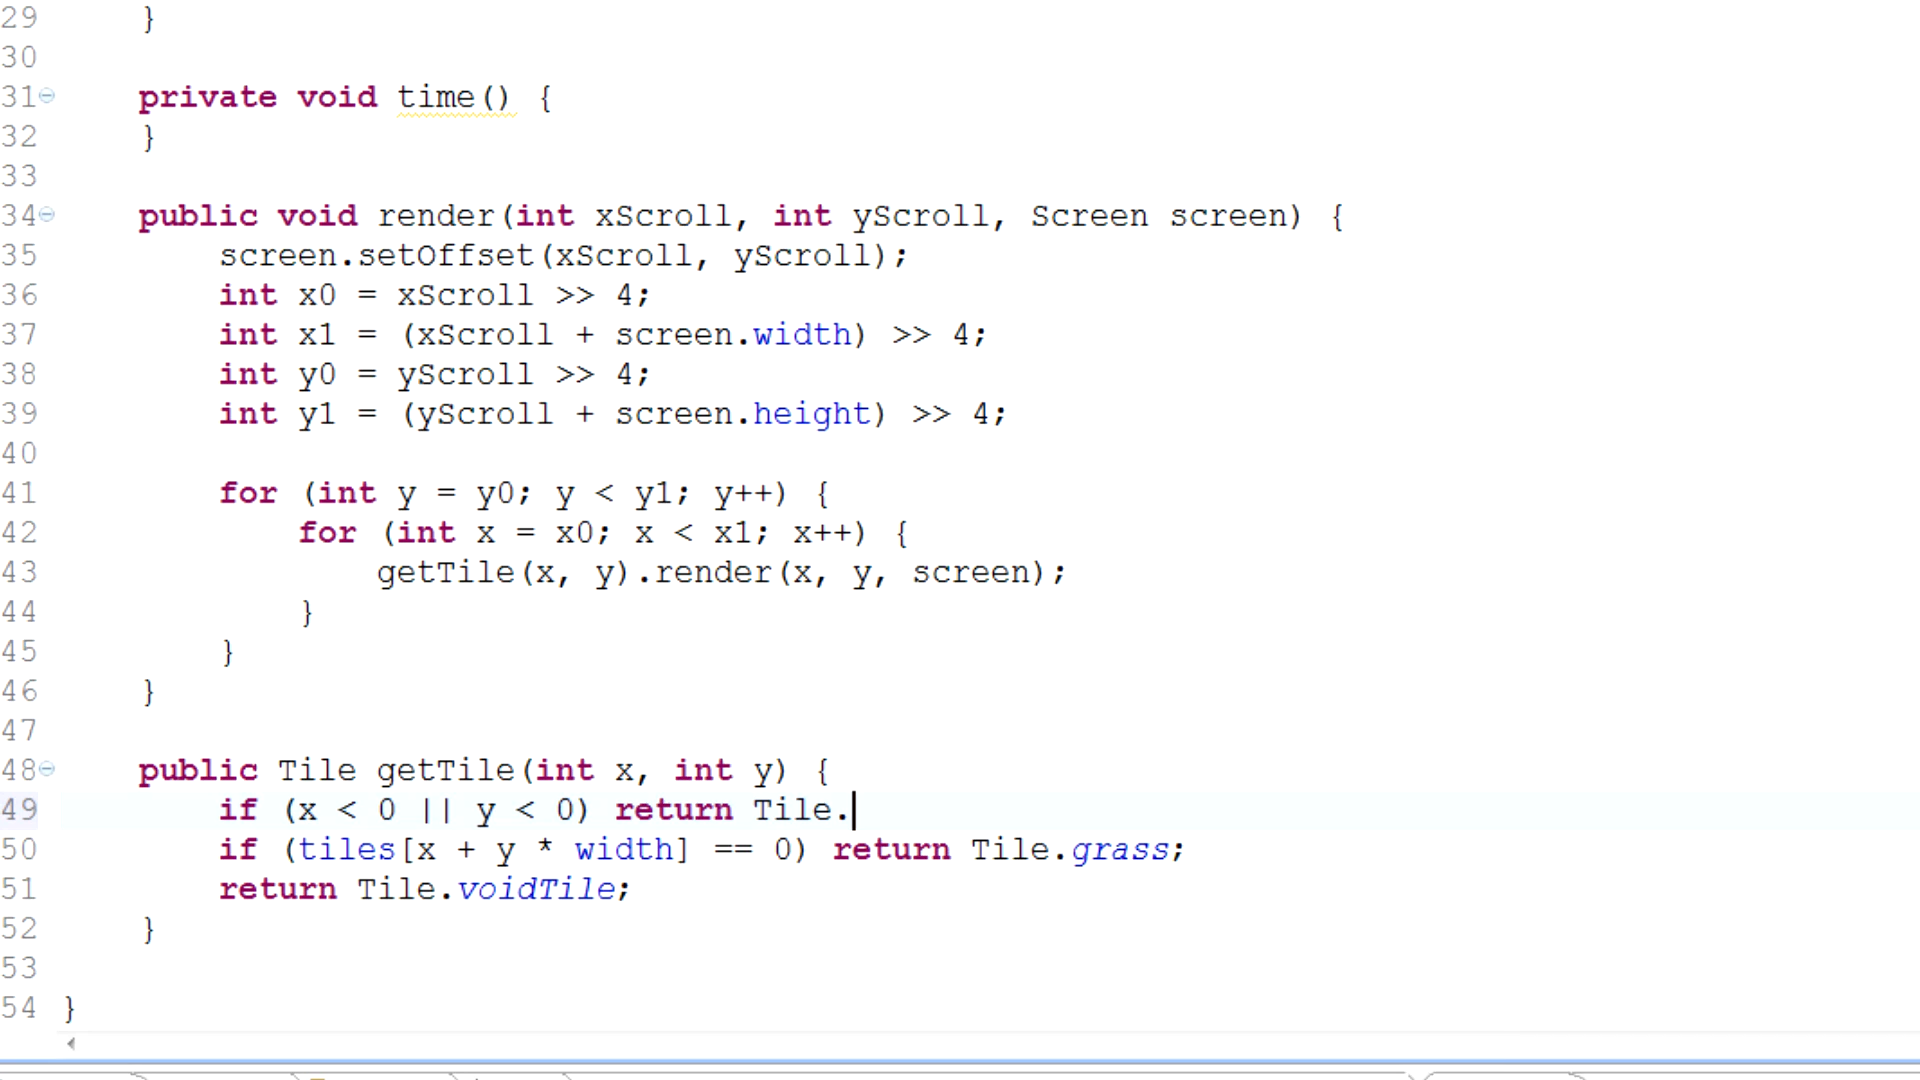 29 }
30
31 private void time() {
32 }
33
34 public void render(int xScroll, int yScroll, Screen screen) {
35 screen.setOffset(xScroll, yScroll);
36 int x0 = xScroll >> 4;
37 int x1 = (xScroll + screen.width) >> 4;
38 int y0 = yScroll >> 4;
39 int y1 = (yScroll + screen.height) >> 4;
40
41 for (int y = y0; y < y1; y++) {
42 for (int x = x0; x < x1; x++) {
43 getTile(x, y).render(x, y, screen);
44 }
45 }
46 }
47
48 public Tile getTile(int x, int y) {
49 if (x < 0 || y < 0) return Tile.
50 if (tiles[x + y * width] == 0) return Tile.grass;
51 return Tile.voidTile;
52 }
53
54 }